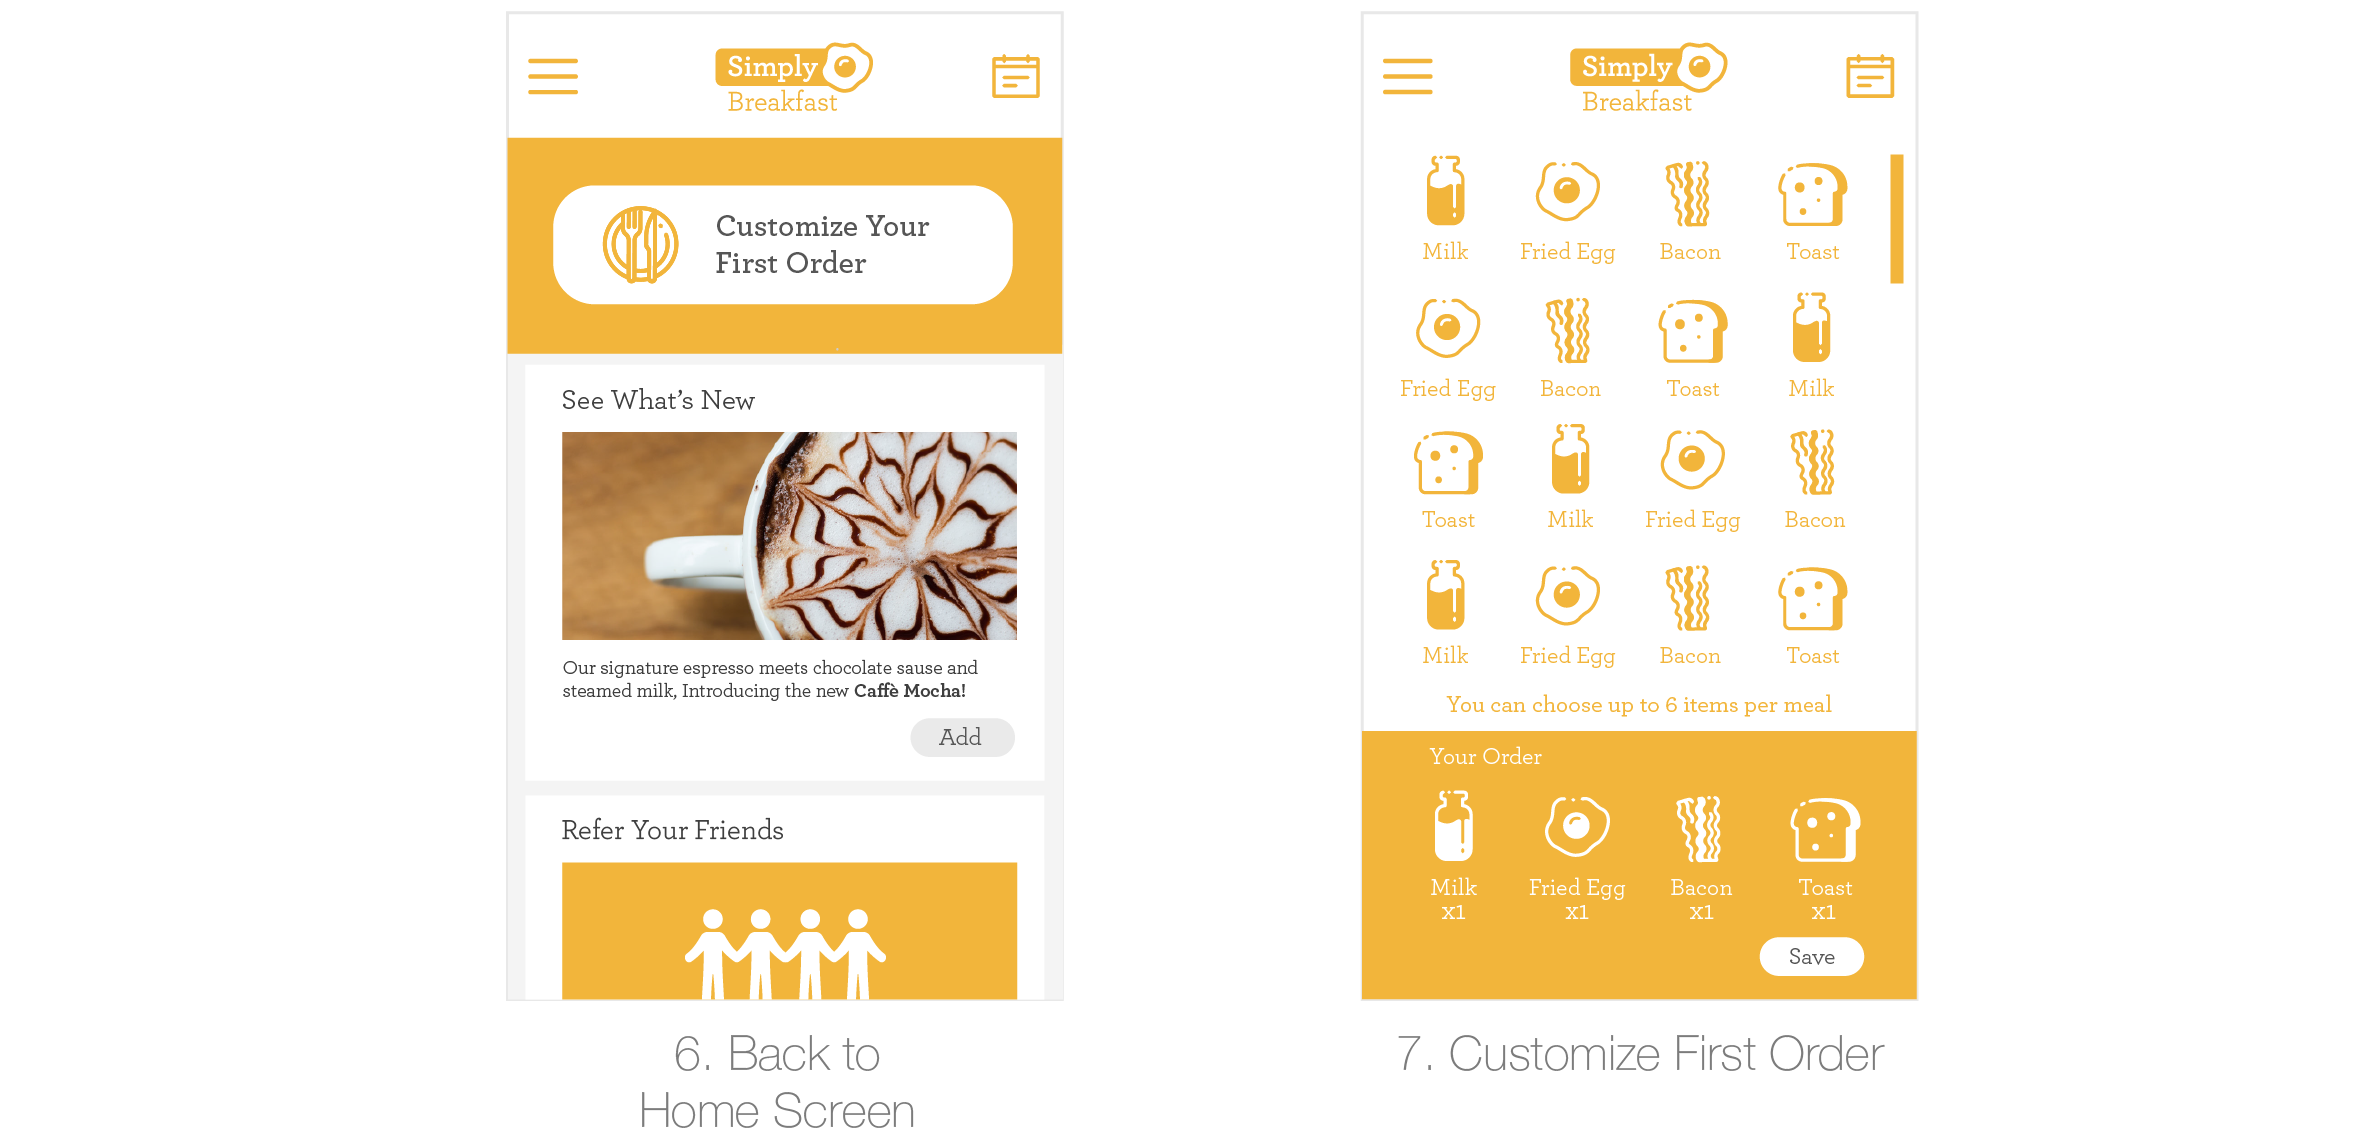 Simply
Breakfast
Customize Your
First Order
See What's New
Our signature espresso meets chocolate sause and
steamed milk, Introducing the new Caffè Mocha!
Add
Refer Your Friends
6. Back to
Home Screen
Simply
Breakfast
Milk Fried Egg Bacon Toast
Fried Egg Bacon Toast Milk
Toast Milk Fried Egg Bacon
Milk Fried Egg Bacon Toast
You can choose up to 6 items per meal
Your Order
Milk Fried Egg Bacon Toast
x1 x1 x1 x1
Save
7. Customize First Order